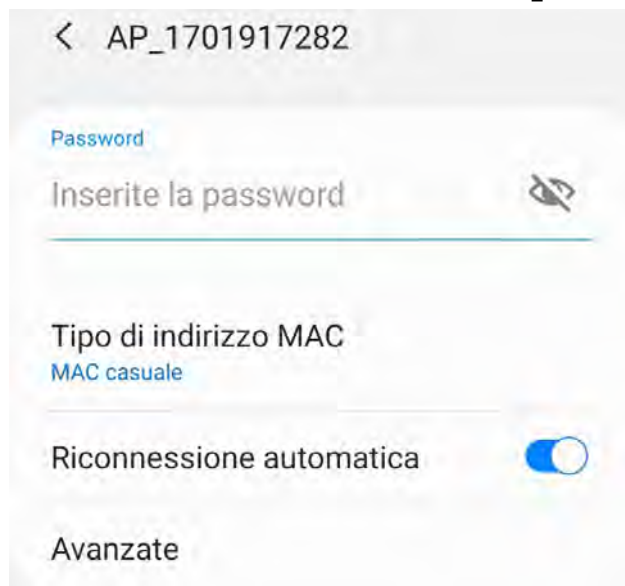 AP_1701917282
Password
Inserite la password
Tipo di indirizzo MAC
MAC casuale
Riconnessione automatica
Avanzate